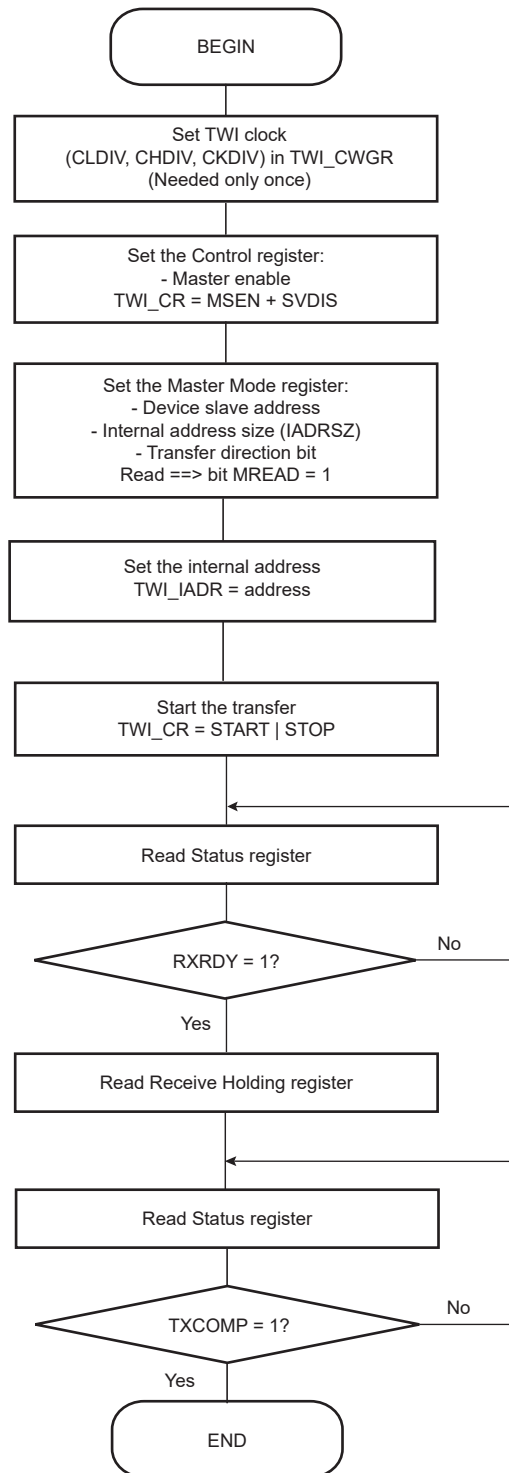 BEGIN
Set TWI clock
(CLDIV, CHDIV, CKDIV) in TWI_CWGR
(Needed only once)
Set the Control register:
- Master enable
TWI_CR = MSEN + SVDIS
Set the Master Mode register:
- Device slave address
- Internal address size (IADRSZ)
- Transfer direction bit
Read ==> bit MREAD = 1
Set the internal address
TWI_IADR = address
Start the transfer
TWI_CR = START | STOP
Read Status register
RXRDY = 1?
No
Yes
Read Receive Holding register
Read Status register
TXCOMP = 1?
No
Yes
END